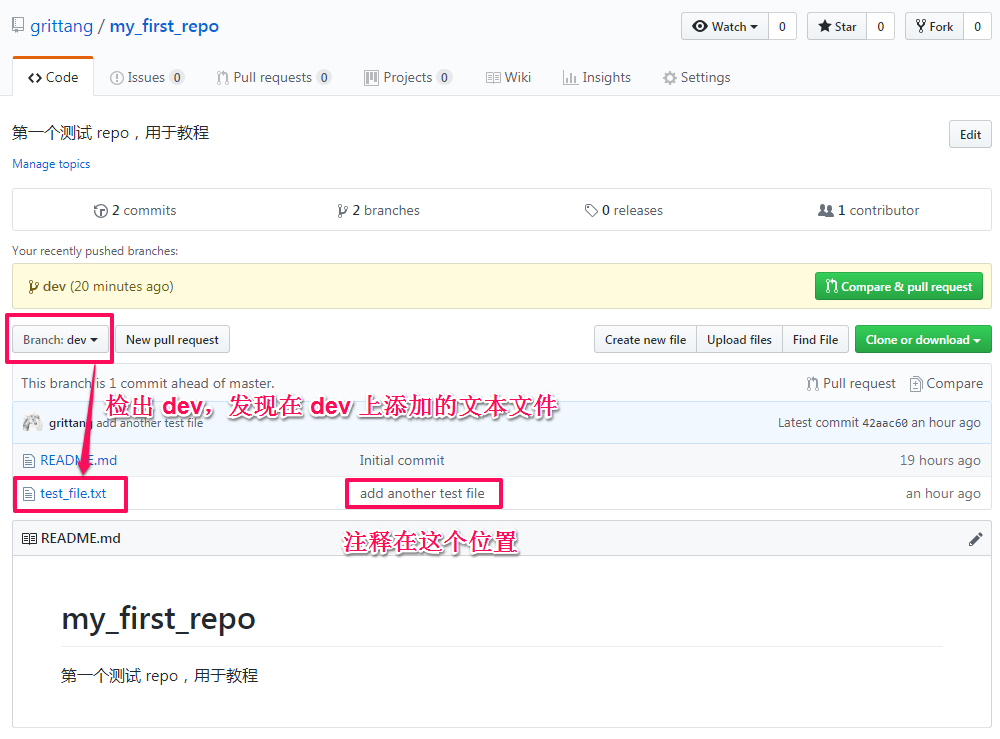 grittang / my_first_repo
Watch 0 Star 0 Fork 0
Code Issues 0 Pull requests 0 Projects 0 Wiki Insights Settings
第一个测试 repo，用于教程
Edit
Manage topics
2 commits 2 branches 0 releases 1 contributor
Your recently pushed branches:
dev (20 minutes ago) Compare & pull request
Branch: dev New pull request Create new file Upload files Find File Clone or download
This branch is 1 commit ahead of master. Pull request Compare
检出 dev，发现在 dev 上添加的文本文件
grittang add another test file Latest commit 42aac60 an hour ago
README.md Initial commit 19 hours ago
test_file.txt add another test file an hour ago
README.md
注释在这个位置
my_first_repo
第一个测试 repo，用于教程